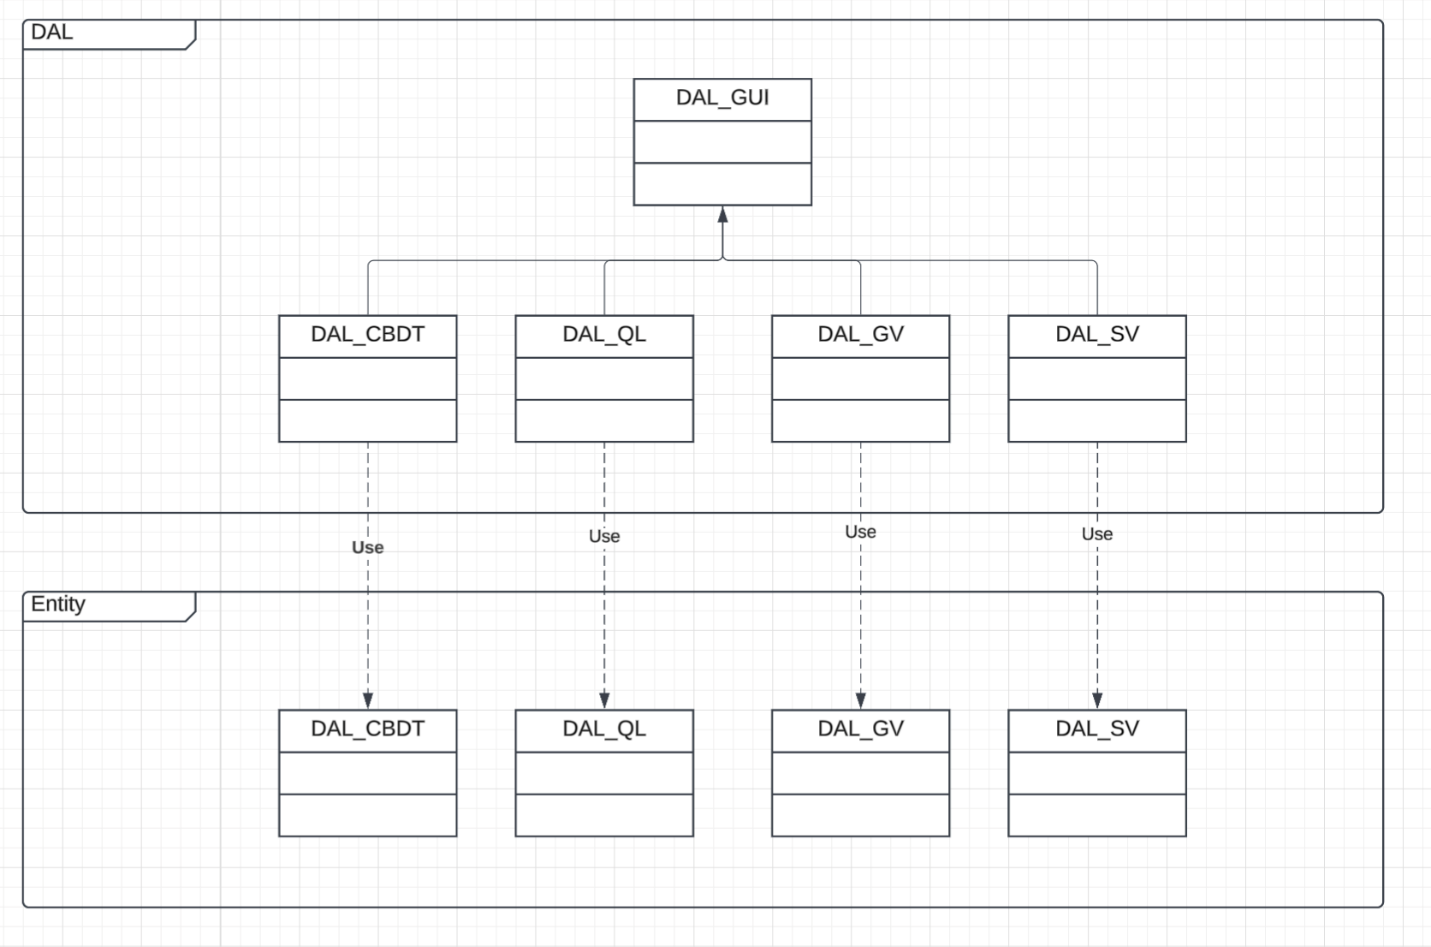 DAL
DAL_GUI
DAL_CBDT
DAL_QL
DAL_GV
DAL_SV
Use
Use
Use
Use
Entity
DAL_CBDT
DAL_QL
DAL_GV
DAL_SV